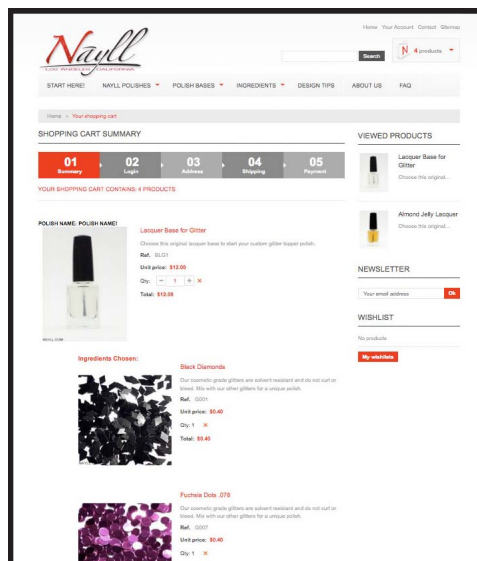 Home Your Account Contact Sitemap
Nayll
LOS ANGELES CALIFORNIA
Search
N 4 products
START HERE! NAYLL POLISHES POLISH BASES INGREDIENTS DESIGN TIPS ABOUT US FAQ
Home > Your shopping cart
SHOPPING CART SUMMARY
01 Summary
02 Login
03 Address
04 Shipping
05 Payment
YOUR SHOPPING CART CONTAINS: 4 PRODUCTS
POLISH NAME: POLISH NAME!
Lacquer Base for Glitter
Choose this original lacquer base to start your custom glitter topper polish.
Ref. BLG1
Unit price: $12.00
Qty. - 1 + ×
Total: $12.00
NAYLL.COM
Ingredients Chosen:
Black Diamonds
Our cosmetic grade glitters are solvent resistant and do not curl or
bleed. Mix with our other glitters for a unique polish.
Ref. G001
Unit price: $0.40
Qty: 1 ×
Total: $0.40
NAYLL.COM
Fuchsia Dots .078
Our cosmetic grade glitters are solvent resistant and do not curl or
bleed. Mix with our other glitters for a unique polish.
Ref. G007
Unit price: $0.40
Qty: 1 ×
VIEWED PRODUCTS
Lacquer Base for
Glitter
Choose this original...
Almond Jelly Lacquer
Choose this original...
NEWSLETTER
Your email address Ok
WISHLIST
No products
My wishlists